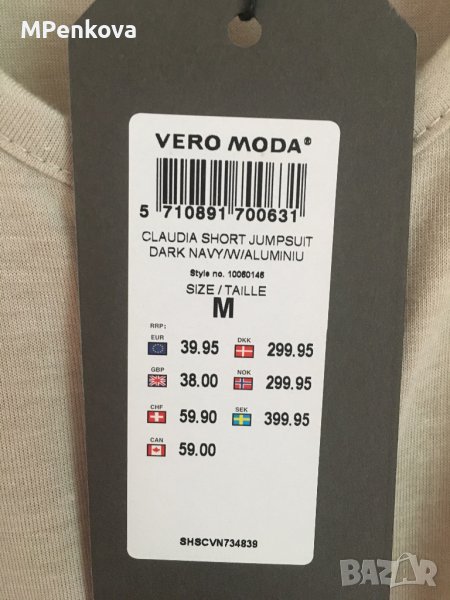 MPenkova
VERO MODA®
5 710891 700631
CLAUDIA SHORT JUMPSUIT
DARK NAVY/W/ALUMINIU
Style no. 10060145
SIZE / TAILLE
M
RRP:
EUR 39.95 DKK 299.95
GBP 38.00 NOK 299.95
CHF 59.90 SEK 399.95
CAN 59.00
SHSCVN734839
BAZAR